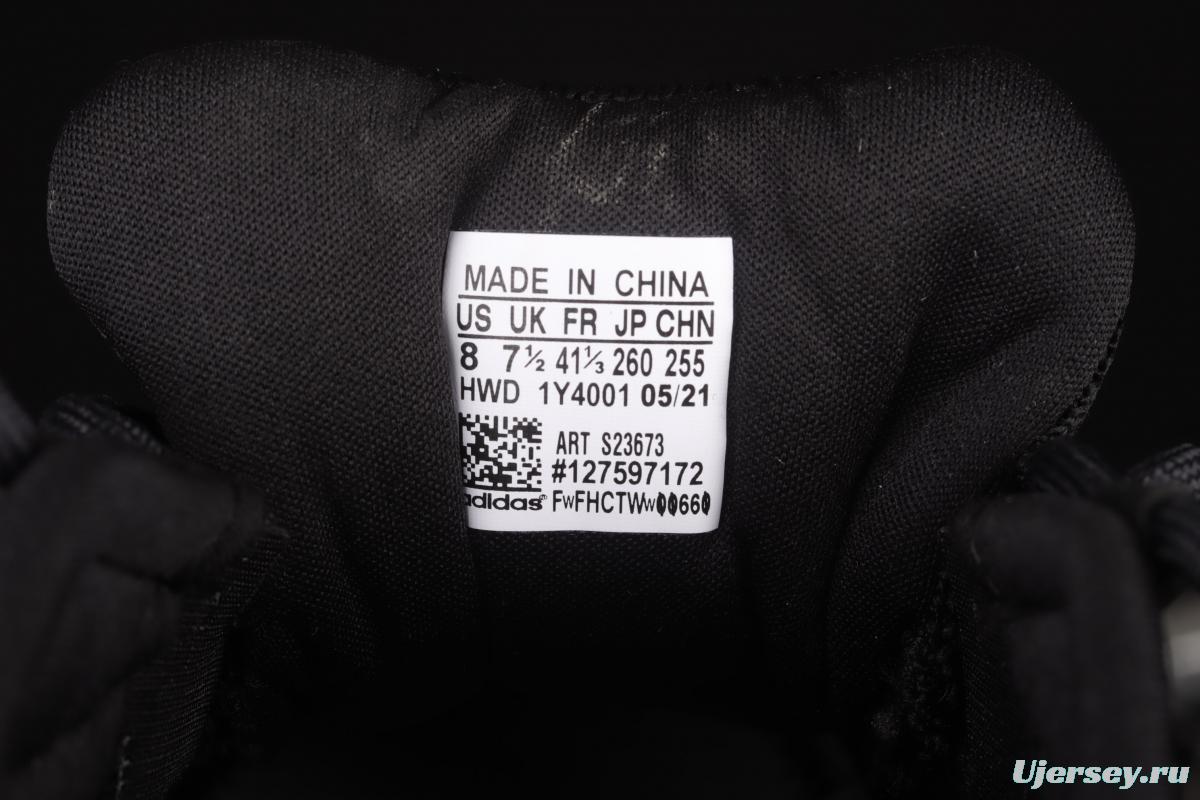 MADE IN CHINA
US UK FR JP CHN
8 7½ 41⅓ 260 255
HWD 1Y4001 05/21
ART S23673
#127597172
adidas® FwFHCTWw00660
Ujersey.ru